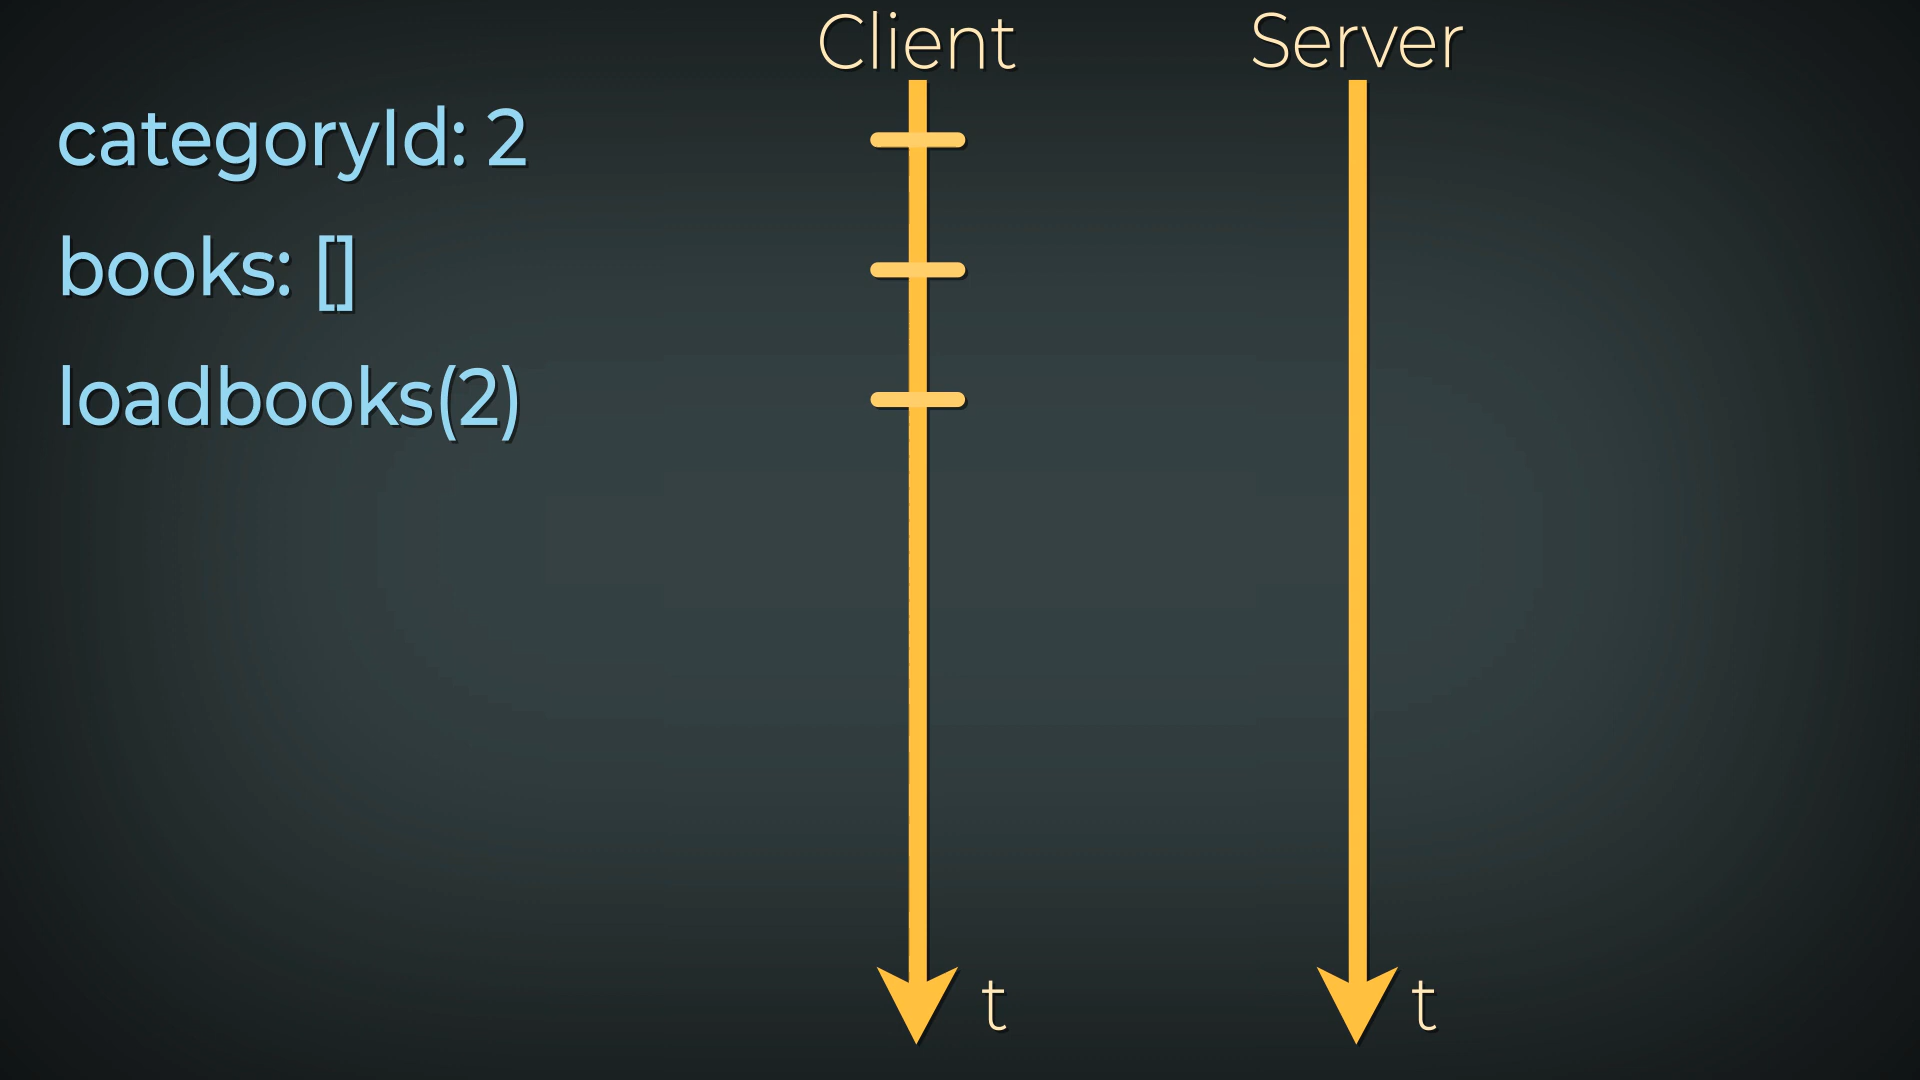 Client
Server
categoryId: 2
books: []
loadbooks(2)
t
t